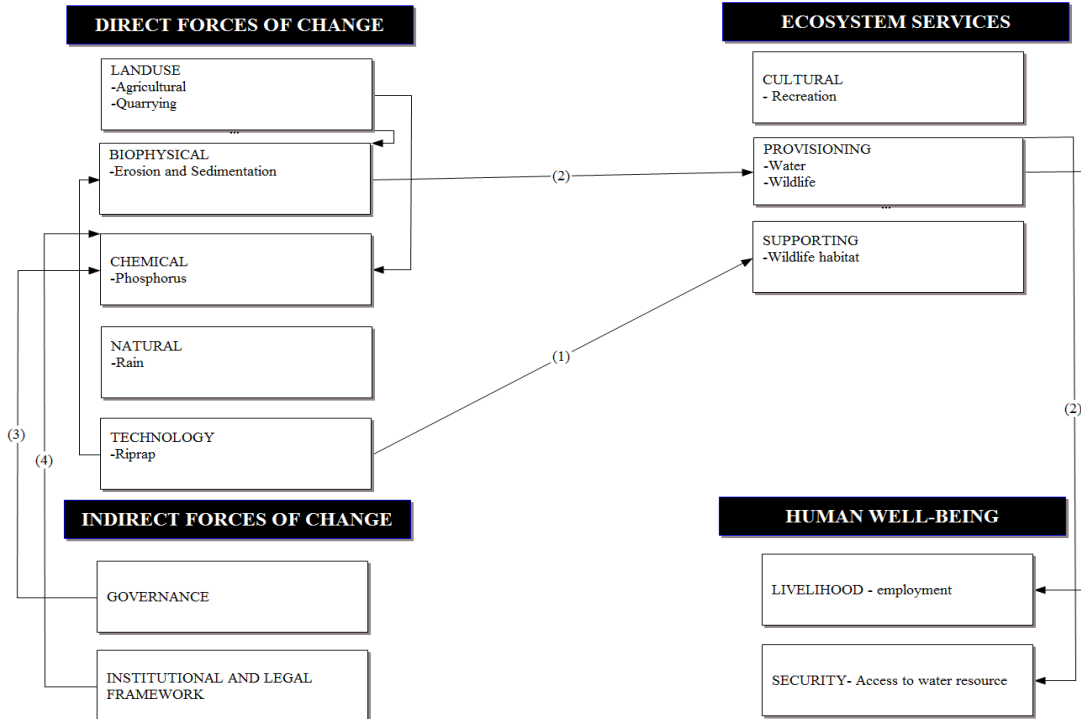 DIRECT FORCES OF CHANGE
LANDUSE
-Agricultural
-Quarrying
...
BIOPHYSICAL
-Erosion and Sedimentation
CHEMICAL
-Phosphorus
NATURAL
-Rain
TECHNOLOGY
-Riprap
(3)
(4)
INDIRECT FORCES OF CHANGE
GOVERNANCE
INSTITUTIONAL AND LEGAL
FRAMEWORK
(2)
(1)
ECOSYSTEM SERVICES
CULTURAL
- Recreation
PROVISIONING
-Water
-Wildlife
...
SUPPORTING
-Wildlife habitat
(2)
HUMAN WELL-BEING
LIVELIHOOD - employment
SECURITY- Access to water resource